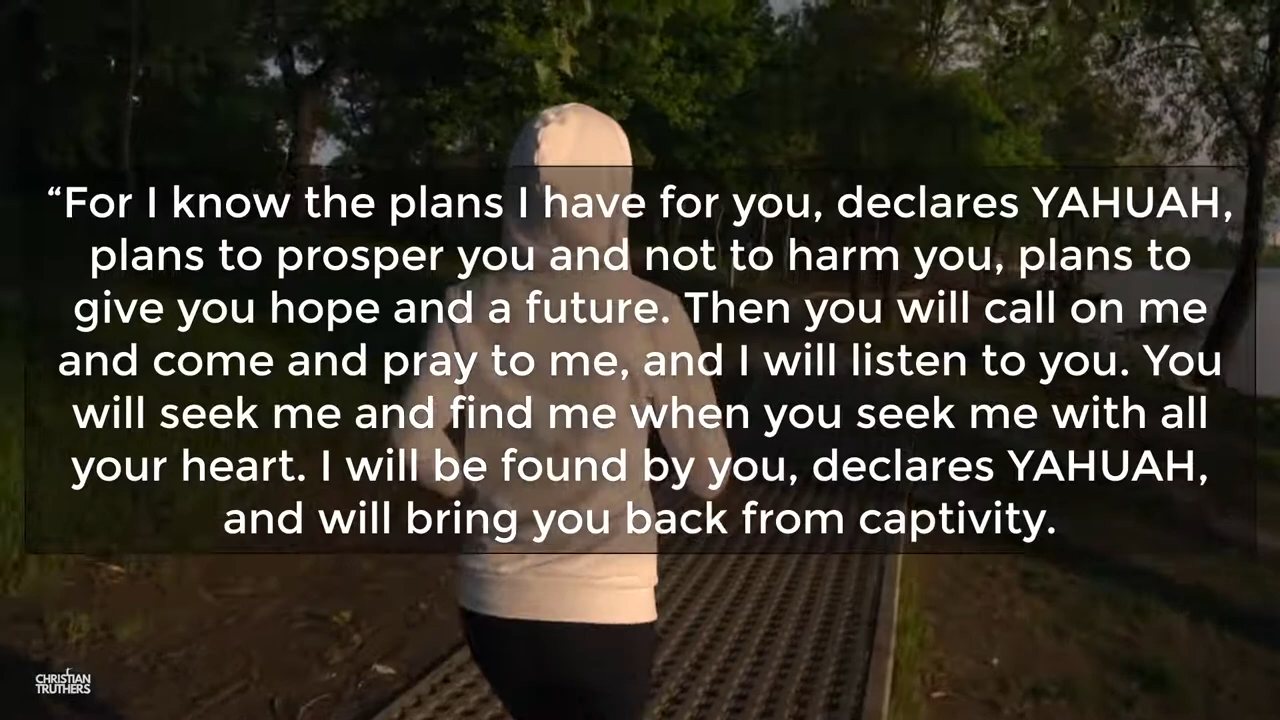 “For I know the plans I have for you, declares YAHUAH,
plans to prosper you and not to harm you, plans to
give you hope and a future. Then you will call on me
and come and pray to me, and I will listen to you. You
will seek me and find me when you seek me with all
your heart. I will be found by you, declares YAHUAH,
and will bring you back from captivity.
CHRISTIAN
TRUTHERS